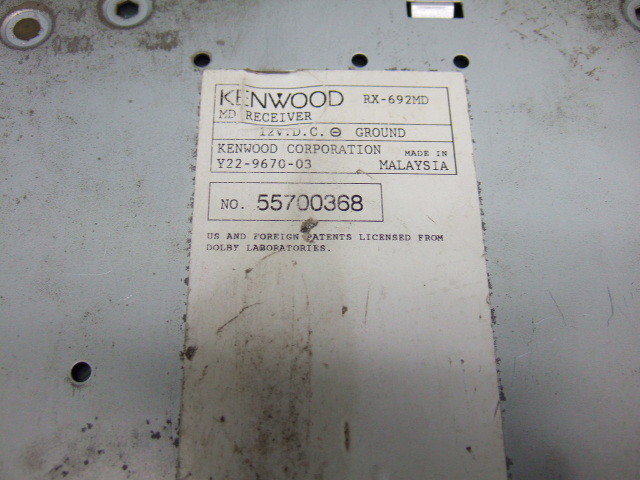 KENWOOD RX-692MD
MD RECEIVER
12V.D.C. ⊖ GROUND
KENWOOD CORPORATION MADE IN
Y22-9670-03 MALAYSIA
NO. 55700368
US AND FOREIGN PATENTS LICENSED FROM
DOLBY LABORATORIES.